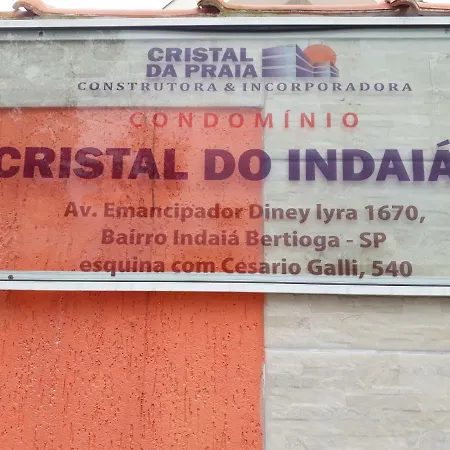 CRISTAL
DA PRAIA
CONSTRUTORA & INCORPORADORA
CONDOMÍNIO
CRISTAL DO INDAIÁ
Av. Emancipador Diney lyra 1670,
Bairro Indaiá Bertioga - SP
esquina com Cesario Galli, 540